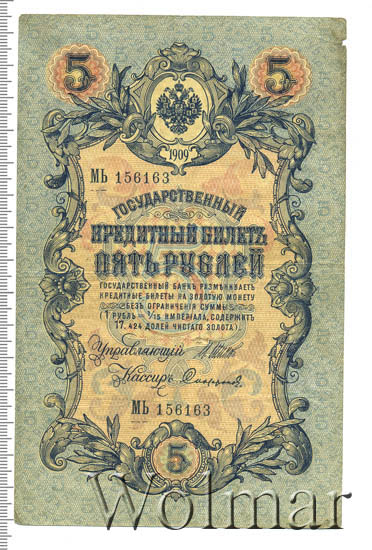 5 5
1909
МЬ 156163
ГОСУДАРСТВЕННЫЙ
КРЕДИТНЫЙ БИЛЕТЪ
ПЯТЬ РУБЛЕЙ
ГОСУДАРСТВЕННЫЙ БАНКЪ РАЗМѢНИВАЕТЪ
КРЕДИТНЫЕ БИЛЕТЫ НА ЗОЛОТУЮ МОНЕТУ
БЕЗЪ ОГРАНИЧЕНІЯ СУММЫ
(1 РУБЛЬ = 1/15 ИМПЕРІАЛА, СОДЕРЖИТЪ
17,424 ДОЛЕЙ ЧИСТАГО ЗОЛОТА).
Управляющій
Кассиръ
МЬ 156163
5
Wolmar